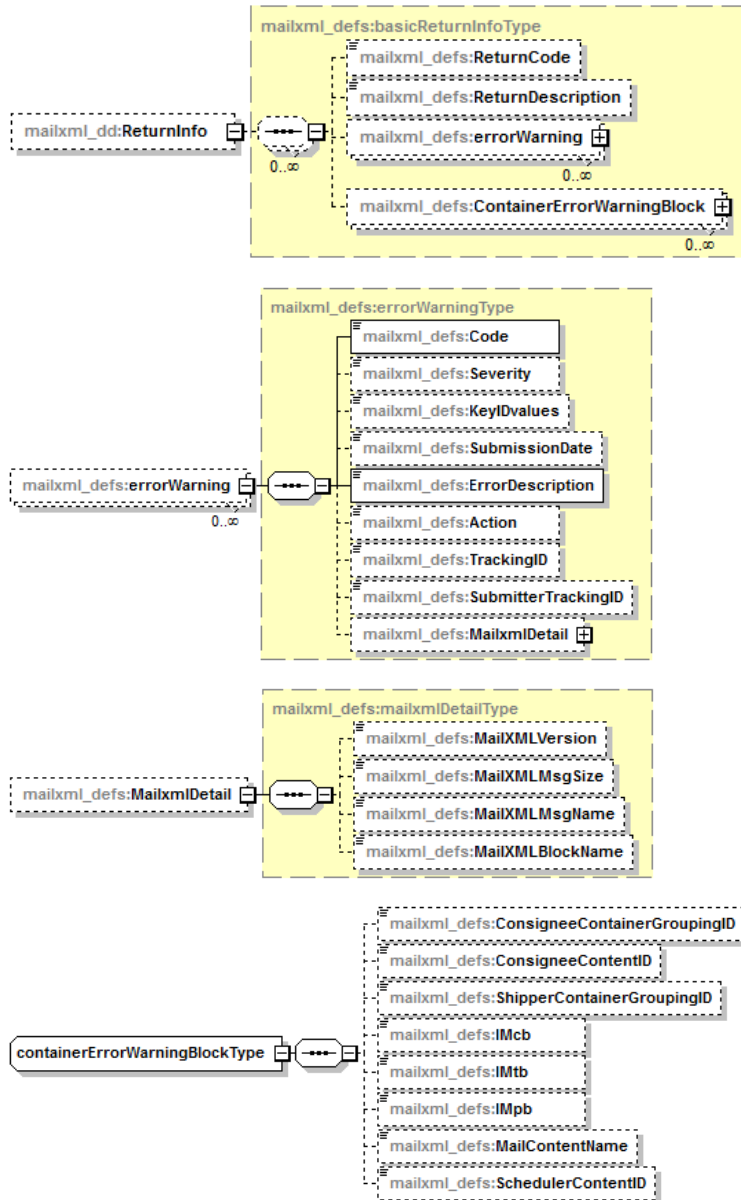 mailxml_defs:basicReturnInfoType
mailxml_defs:ReturnCode
mailxml_defs:ReturnDescription
mailxml_dd:ReturnInfo
mailxml_defs:errorWarning
0..∞
0..∞
mailxml_defs:ContainerErrorWarningBlock
0..∞
mailxml_defs:errorWarningType
mailxml_defs:Code
mailxml_defs:Severity
mailxml_defs:KeyIDvalues
mailxml_defs:SubmissionDate
mailxml_defs:errorWarning
mailxml_defs:ErrorDescription
0..∞
mailxml_defs:Action
mailxml_defs:TrackingID
mailxml_defs:SubmitterTrackingID
mailxml_defs:MailxmlDetail
mailxml_defs:mailxmlDetailType
mailxml_defs:MailXMLVersion
mailxml_defs:MailXMLMsgSize
mailxml_defs:MailxmlDetail
mailxml_defs:MailXMLMsgName
mailxml_defs:MailXMLBlockName
mailxml_defs:ConsigneeContainerGroupingID
mailxml_defs:ConsigneeContentID
mailxml_defs:ShipperContainerGroupingID
mailxml_defs:IMcb
containerErrorWarningBlockType
mailxml_defs:IMtb
mailxml_defs:IMpb
mailxml_defs:MailContentName
mailxml_defs:SchedulerContentID